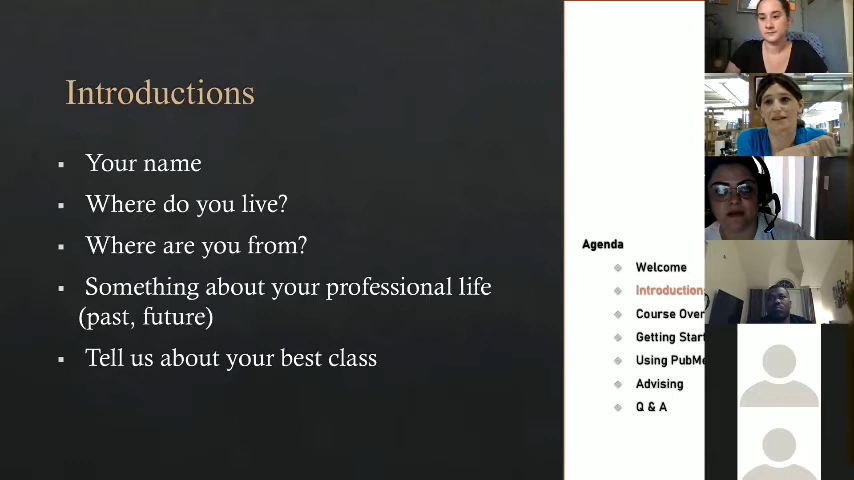 Introductions
Your name
Where do you live?
Where are you from?
Something about your professional life
(past, future)
Tell us about your best class
Agenda
Welcome
Introduction
Course Over
Getting Start
Using PubMe
Advising
Q & A